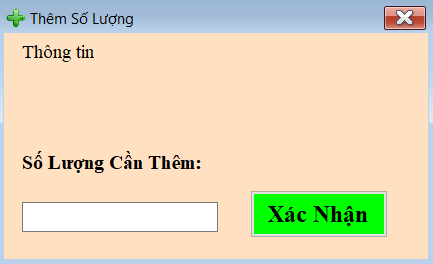 Thêm Số Lượng
Thông tin
Số Lượng Cần Thêm:
Xác Nhận